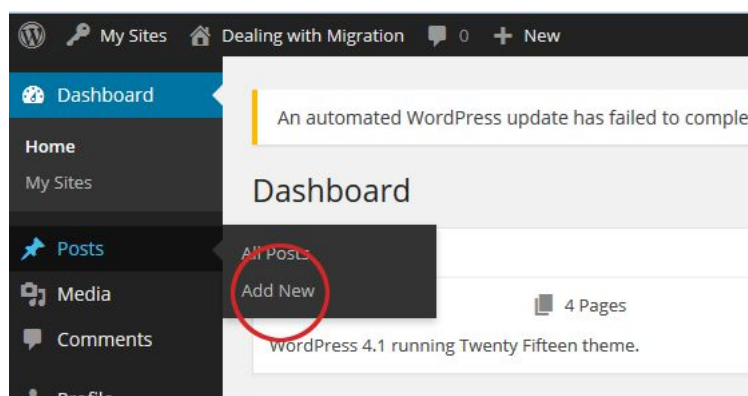 My Sites Dealing with Migration 0 + New
Dashboard
An automated WordPress update has failed to comple
Home
My Sites
Dashboard
Posts
All Posts
Add New
Media
4 Pages
Comments
WordPress 4.1 running Twenty Fifteen theme.
Profile